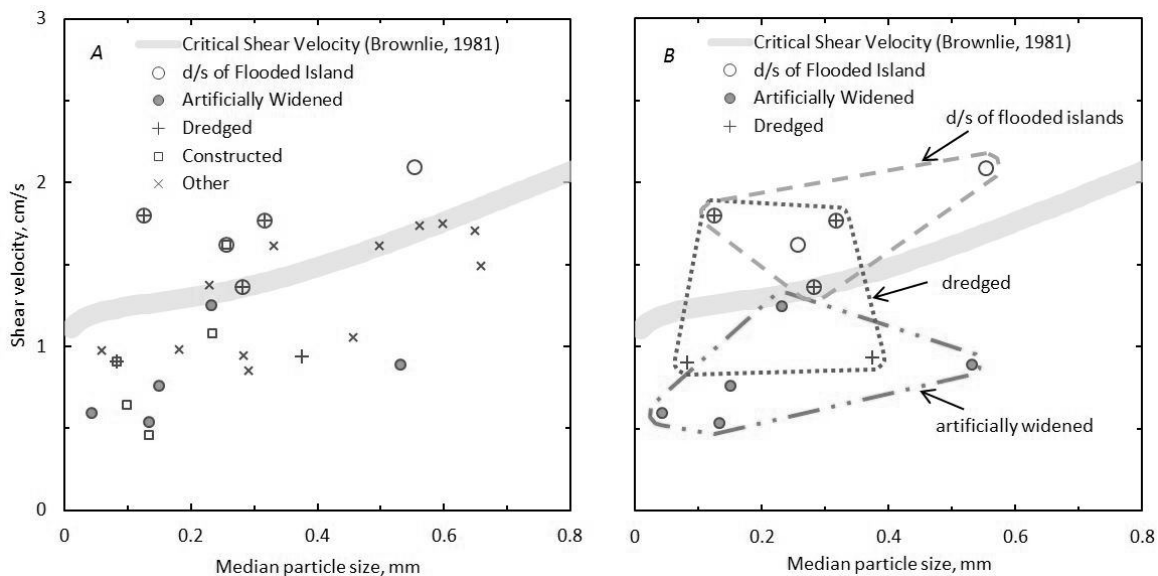 3
2
1
0
Shear velocity, cm/s
A
Critical Shear Velocity (Brownlie, 1981)
d/s of Flooded Island
Artificially Widened
Dredged
Constructed
Other
0
0.2
0.4
0.6
0.8
Median particle size, mm
B
Critical Shear Velocity (Brownlie, 1981)
d/s of Flooded Island
Artificially Widened
Dredged
d/s of flooded islands
dredged
artificially widened
0
0.2
0.4
0.6
0.8
Median particle size, mm